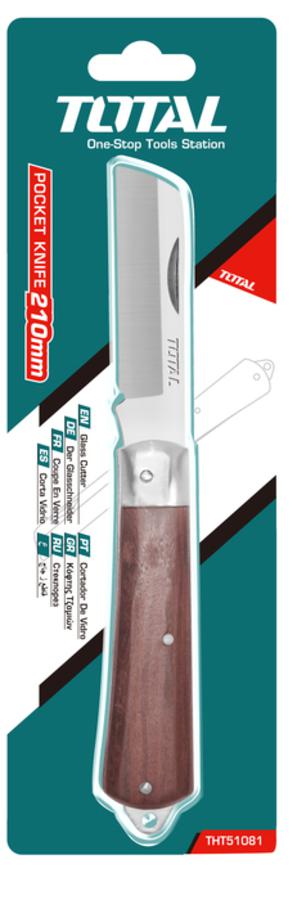 TOTAL
One-Stop Tools Station
POCKET KNIFE 210mm
TOTAL
TOTAL
EN Glass Cutter
DE Der Glasschneider
FR Coupe En Verre
ES Corta Vidrio
PT Cortador De Vidro
GR Κόφτης Τζαμιών
RU Стеклорез
THT51081